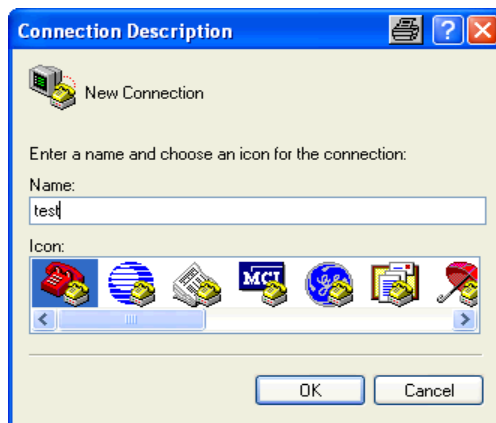 Connection Description
New Connection
Enter a name and choose an icon for the connection:
Name:
test
Icon:
MCI
OK Cancel